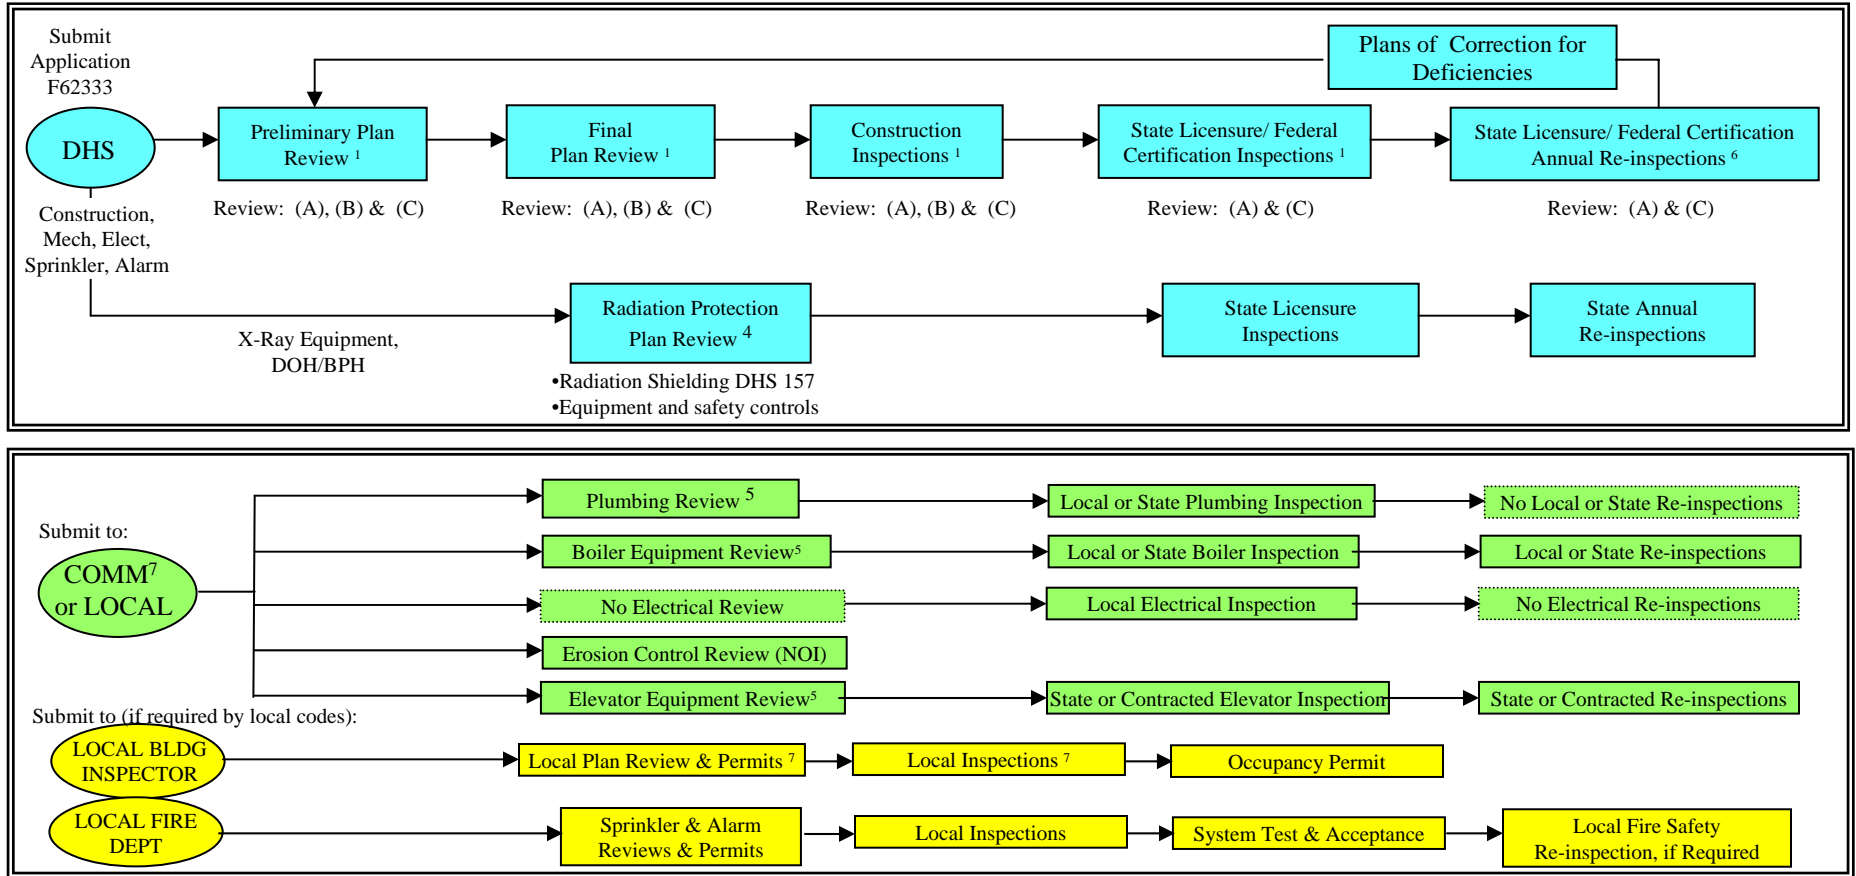 Submit
Application
F62333
DHS
Construction,
Mech, Elect,
Sprinkler, Alarm
Preliminary Plan
Review ¹
Review:  (A), (B) &  (C)
Final
Plan Review ¹
Review:  (A), (B) &  (C)
Construction
Inspections ¹
Review:  (A), (B) &  (C)
State Licensure/ Federal
Certification Inspections ¹
Review:  (A) & (C)
Plans of  Correction for
Deficiencies
State Licensure/ Federal Certification
Annual Re-inspections ⁶
Review:  (A) & (C)
X-Ray Equipment,
DOH/BPH
Radiation Protection
Plan Review ⁴
•Radiation Shielding DHS 157
•Equipment and safety controls
State Licensure
Inspections
State Annual
Re-inspections
Submit to:
COMM⁷
or LOCAL
Plumbing Review ⁵
Local or State Plumbing Inspection
No Local or State Re-inspections
Boiler Equipment Review⁵
Local or State Boiler Inspection
Local or State Re-inspections
No Electrical Review
Local Electrical Inspection
No Electrical Re-inspections
Erosion Control Review (NOI)
Elevator Equipment Review⁵
State or Contracted Elevator Inspection
State or Contracted Re-inspections
Submit to (if required by local codes):
LOCAL BLDG
INSPECTOR
Local Plan Review & Permits ⁷
Local Inspections ⁷
Occupancy Permit
LOCAL FIRE
DEPT
Sprinkler & Alarm
Reviews & Permits
Local Inspections
System Test & Acceptance
Local Fire Safety
Re-inspection, if Required